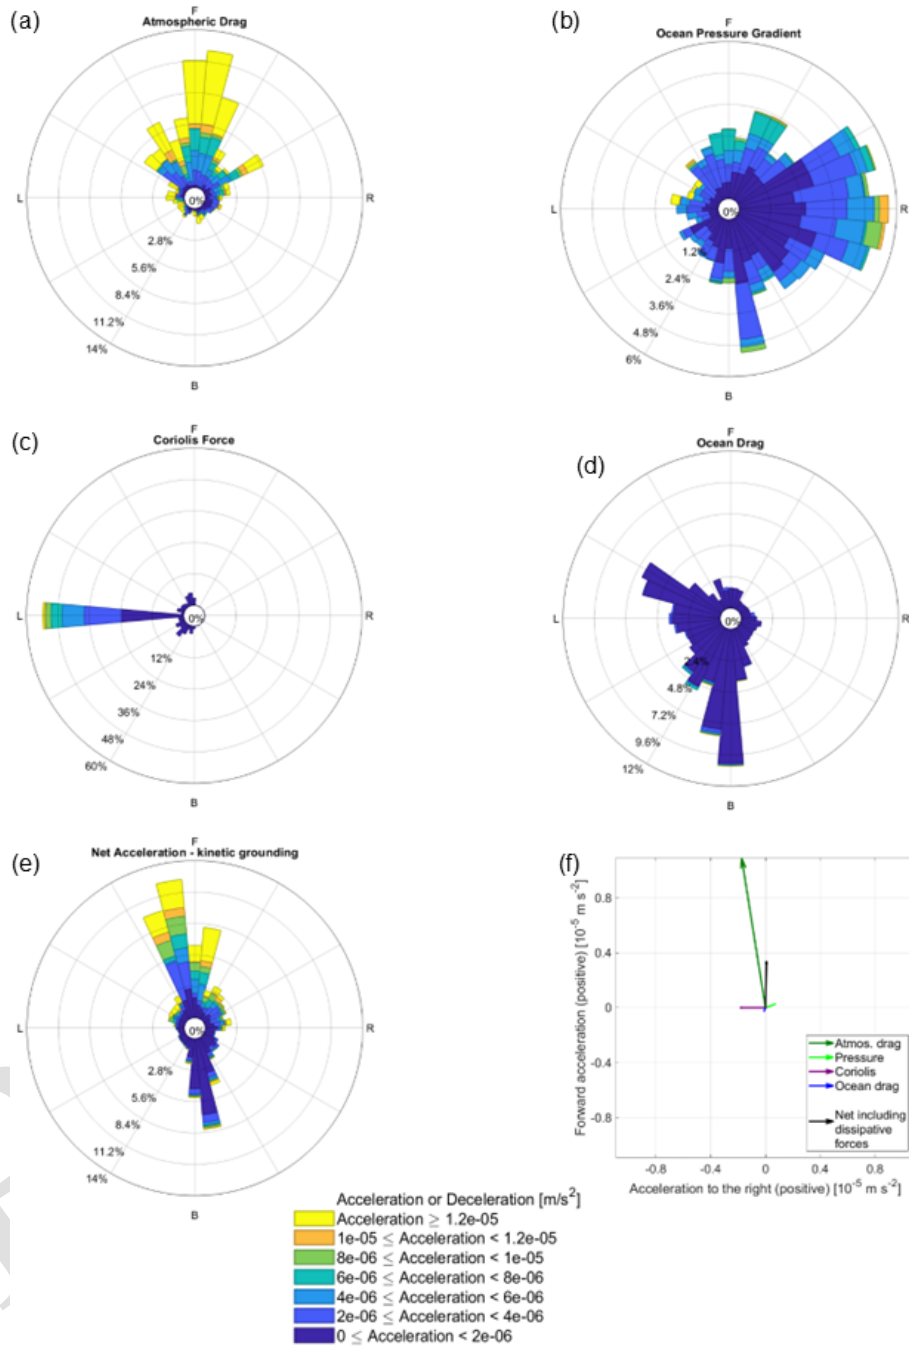 (a)
F
Atmospheric Drag
L
R
0%
2.8%
5.6%
8.4%
11.2%
14%
B
(b)
F
Ocean Pressure Gradient
L
R
0%
1.2%
2.4%
3.6%
4.8%
6%
B
(c)
F
Coriolis Force
L
R
0%
12%
24%
36%
48%
60%
B
(d)
F
Ocean Drag
L
R
0%
2.4%
4.8%
7.2%
9.6%
12%
B
(e)
F
Net Acceleration - kinetic grounding
L
R
0%
2.8%
5.6%
8.4%
11.2%
14%
B
(f)
Forward acceleration (positive) [10⁻⁵ m s⁻²]
0.8
0.4
0
-0.4
-0.8
Atmos. drag
Pressure
Coriolis
Ocean drag
Net including
dissipative
forces
-0.8
-0.4
0
0.4
0.8
Acceleration to the right (positive) [10⁻⁵ m s⁻²]
Acceleration or Deceleration [m/s²]
Acceleration ≥ 1.2e-05
1e-05 ≤ Acceleration < 1.2e-05
8e-06 ≤ Acceleration < 1e-05
6e-06 ≤ Acceleration < 8e-06
4e-06 ≤ Acceleration < 6e-06
2e-06 ≤ Acceleration < 4e-06
0 ≤ Acceleration < 2e-06